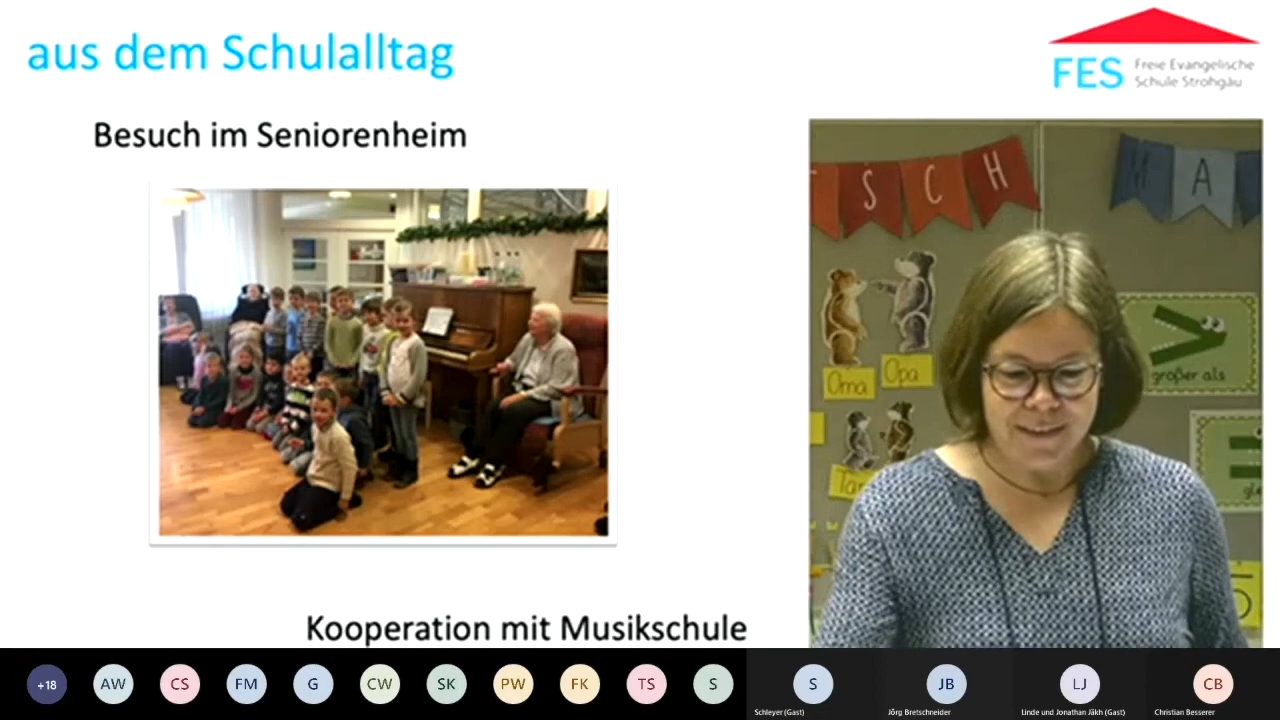 aus dem Schulalltag
FES Freie Evangelische
Schule Strohgäu
Besuch im Seniorenheim
SCH
MA
Oma
Opa
größer als
Kooperation mit Musikschule
+18
AW
CS
FM
G
CW
SK
PW
FK
TS
S
S
JB
LJ
CB
Schleyer (Gast)
Jörg Bretschneider
Linde und Jonathan Jäkh (Gast)
Christian Besserer